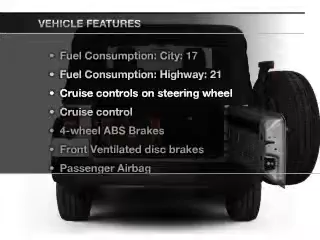 VEHICLE FEATURES
• Fuel Consumption: City: 17
• Fuel Consumption: Highway: 21
• Cruise controls on steering wheel
• Cruise control
• 4-wheel ABS Brakes
• Front Ventilated disc brakes
• Passenger Airbag